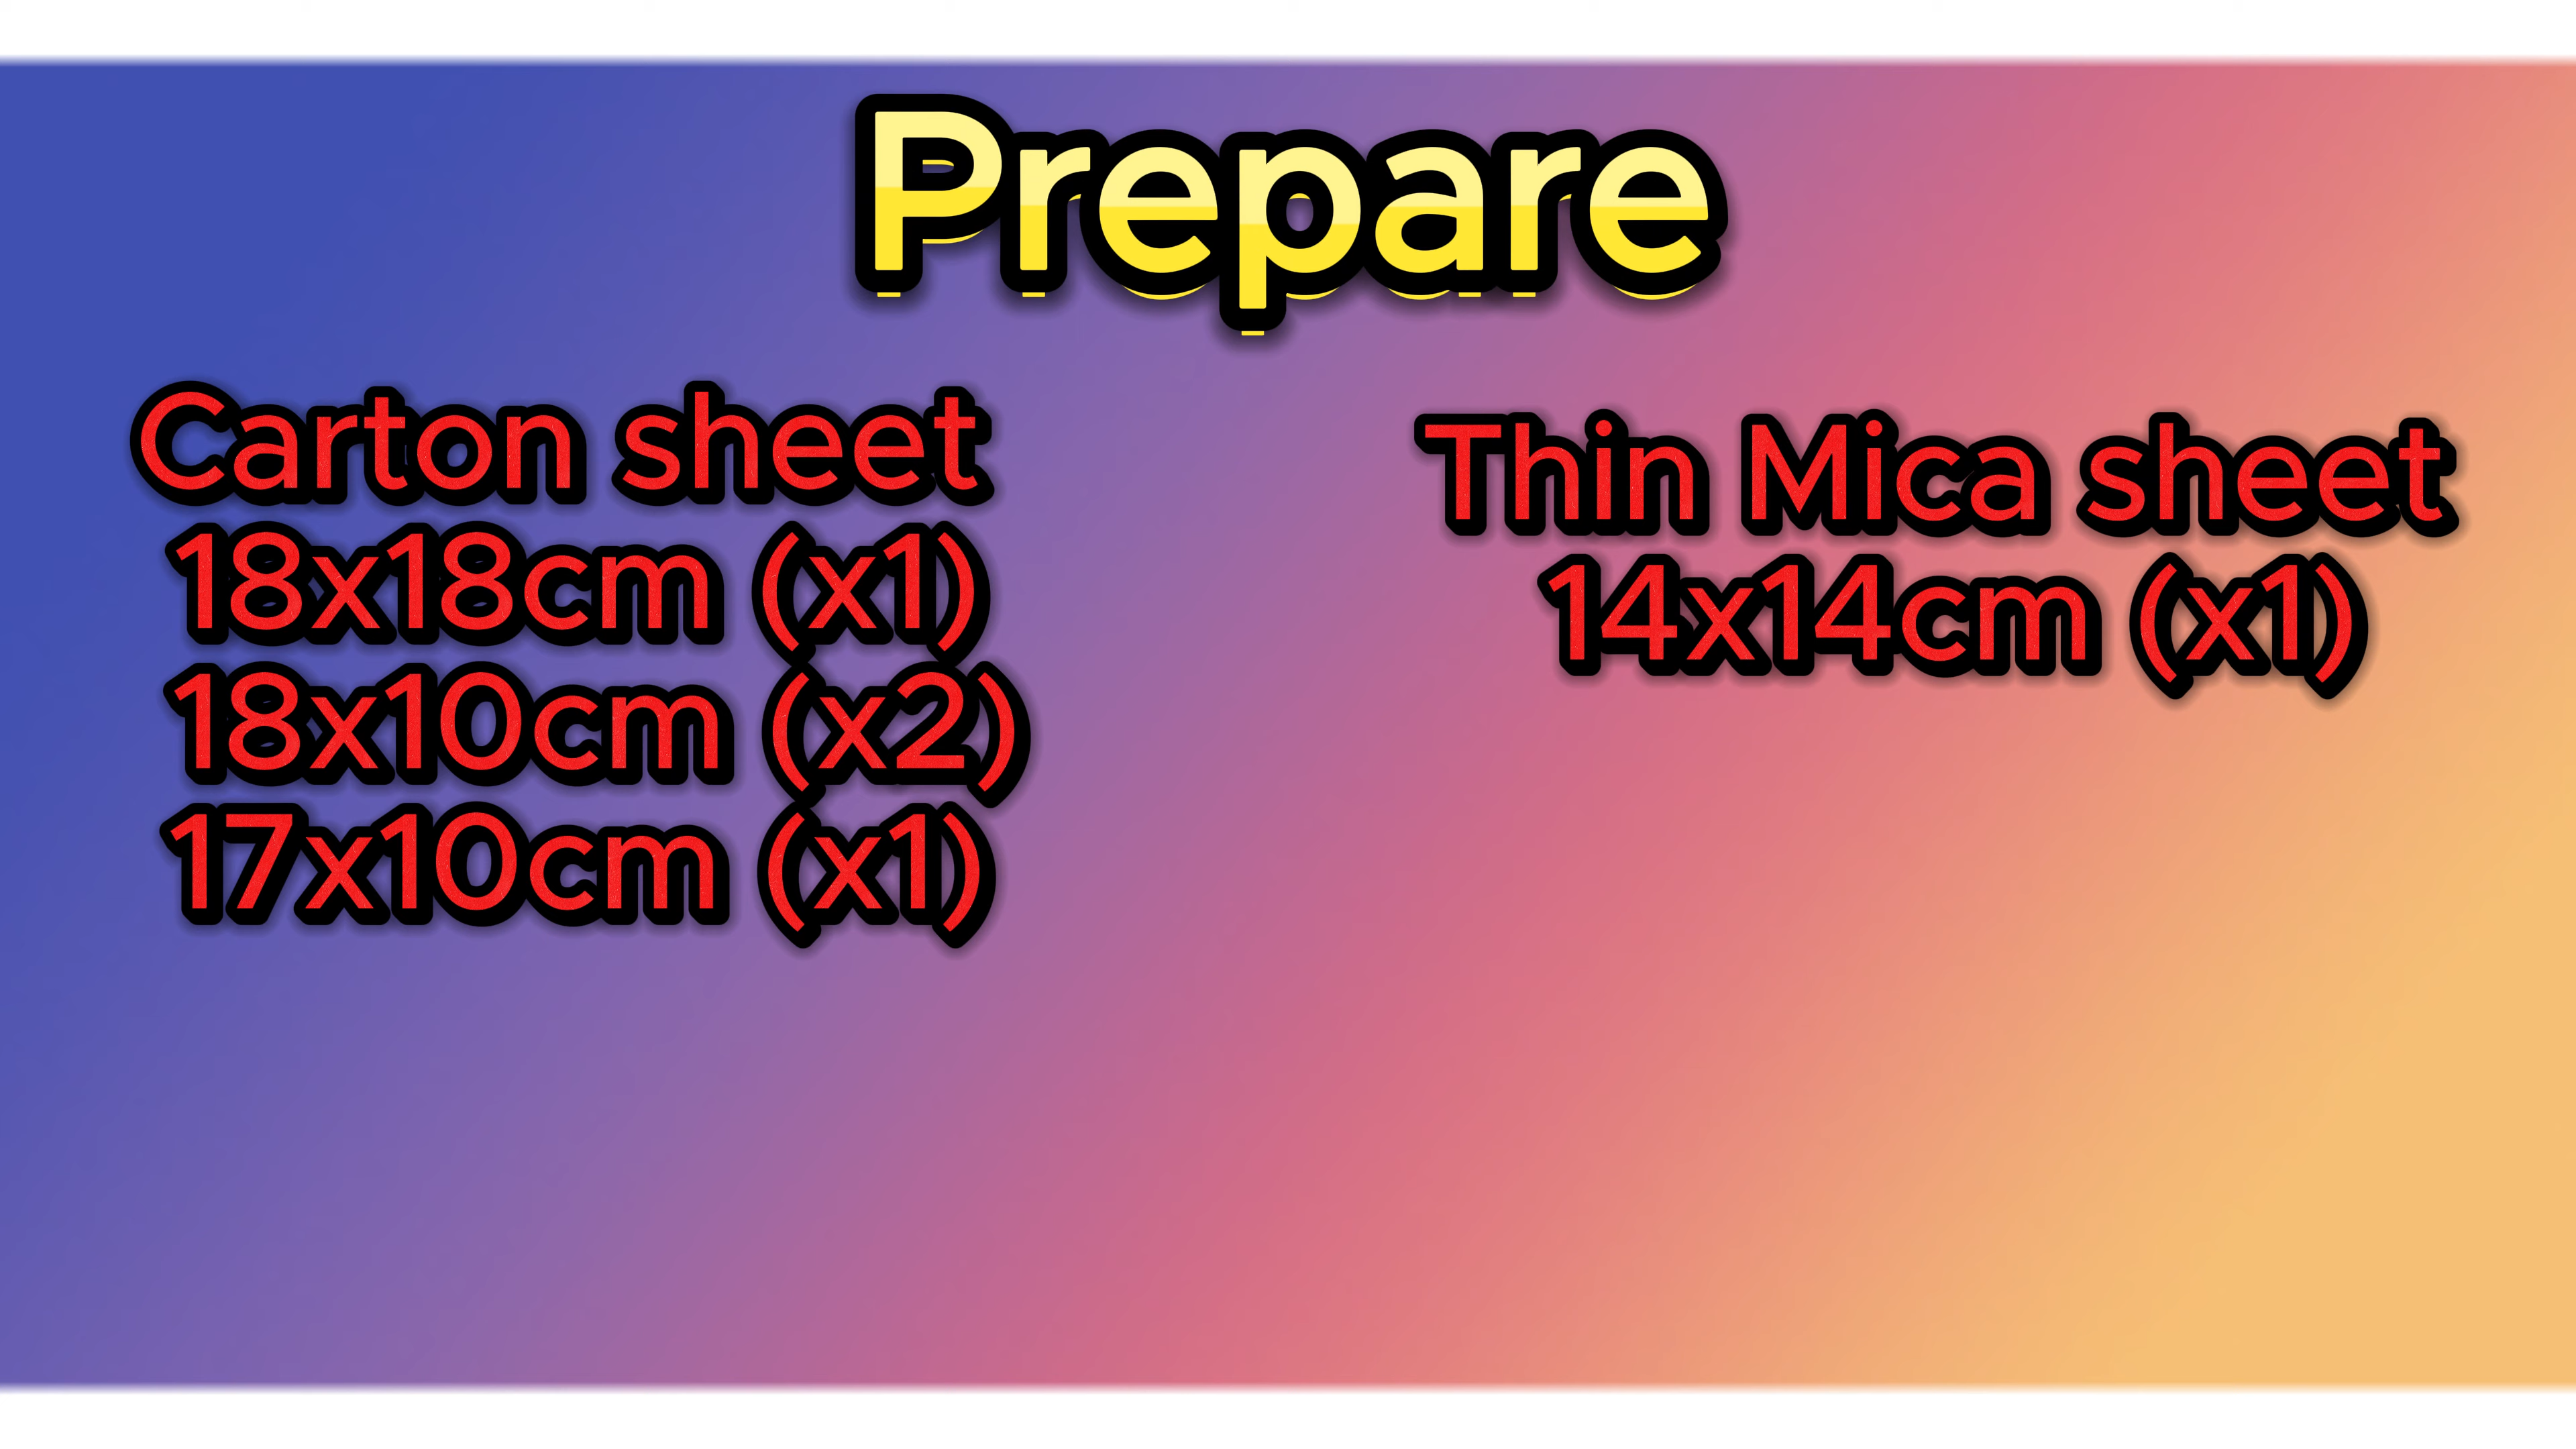 Prepare
Carton sheet
18x18cm (x1)
18x10cm (x2)
17x10cm (x1)
Thin Mica sheet
14x14cm (x1)